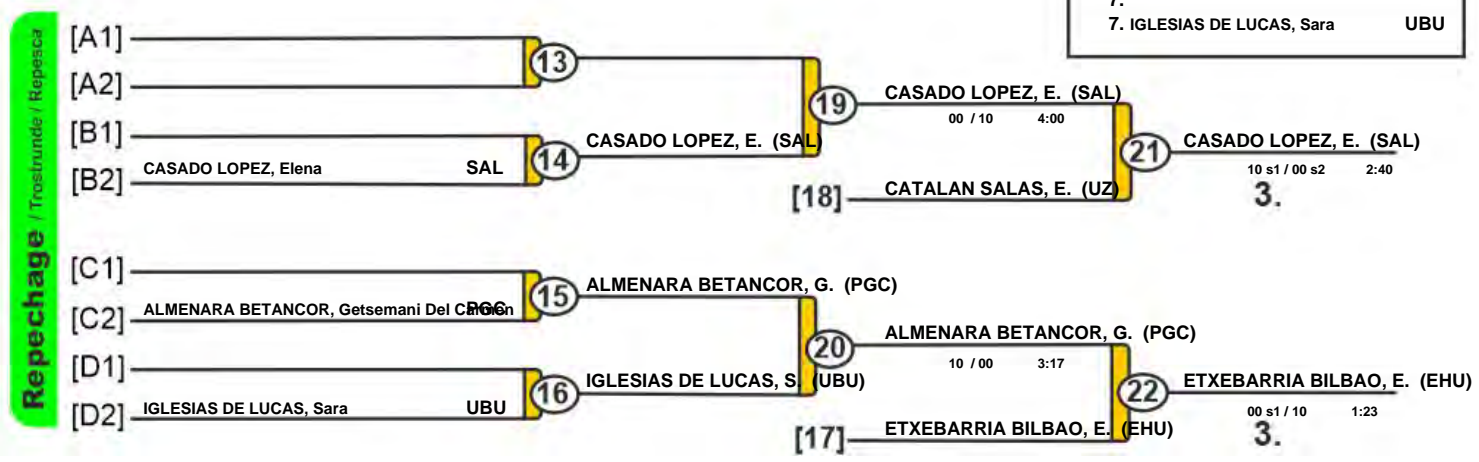 7.
7. IGLESIAS DE LUCAS, Sara UBU
Repechage / Trostrunde / Repesca
[A1]
13
[A2]
19
CASADO LOPEZ, E. (SAL)
00 / 10 4:00
[B1]
CASADO LOPEZ, E. (SAL)
14
[B2] CASADO LOPEZ, Elena SAL
21
CASADO LOPEZ, E. (SAL)
10 s1 / 00 s2 2:40
3.
[18] CATALAN SALAS, E. (UZ)
[C1]
15
ALMENARA BETANCOR, G. (PGC)
[C2] ALMENARA BETANCOR, Getsemani Del Carmen PGC
20
ALMENARA BETANCOR, G. (PGC)
10 / 00 3:17
[D1]
16
IGLESIAS DE LUCAS, S. (UBU)
[D2] IGLESIAS DE LUCAS, Sara UBU
22
ETXEBARRIA BILBAO, E. (EHU)
00 s1 / 10 1:23
3.
[17] ETXEBARRIA BILBAO, E. (EHU)